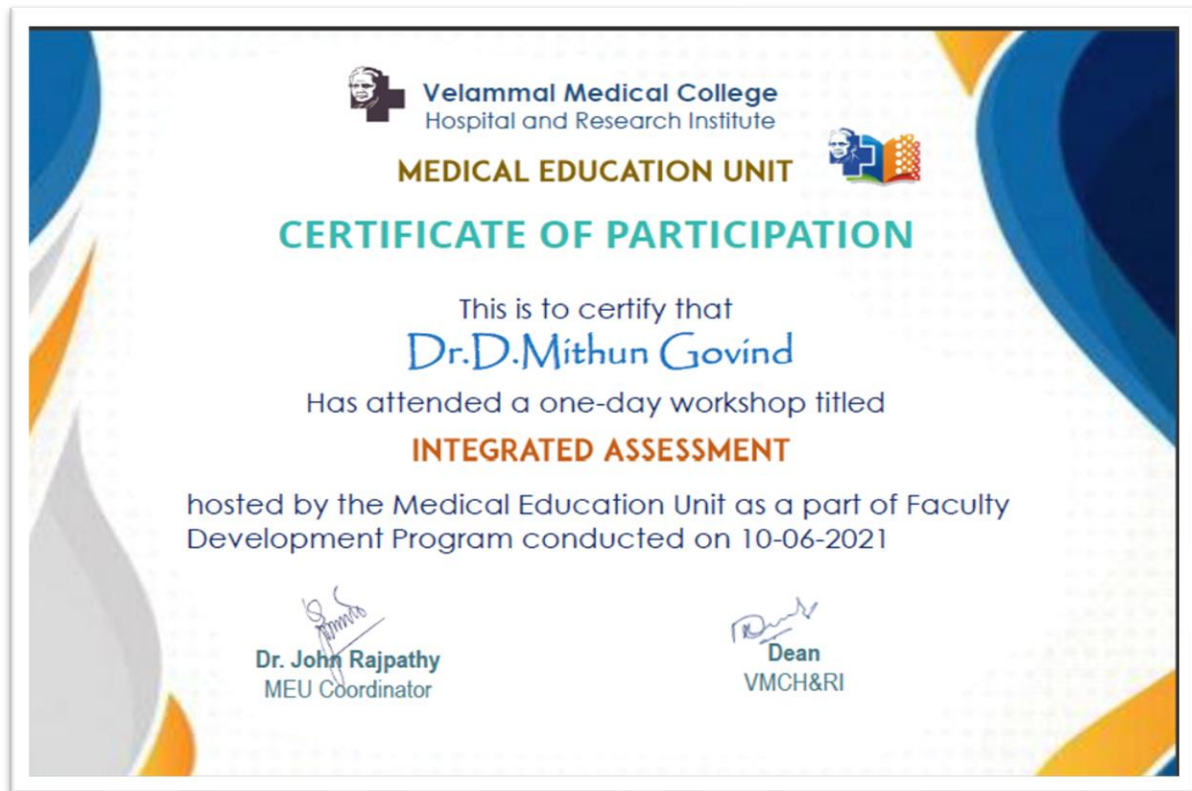 Velammal Medical College
Hospital and Research Institute
MEDICAL EDUCATION UNIT
CERTIFICATE OF PARTICIPATION
This is to certify that
Dr.D.Mithun Govind
Has attended a one-day workshop titled
INTEGRATED ASSESSMENT
hosted by the Medical Education Unit as a part of Faculty
Development Program conducted on 10-06-2021
Dr. John Rajpathy
MEU Coordinator
Dean
VMCH&RI